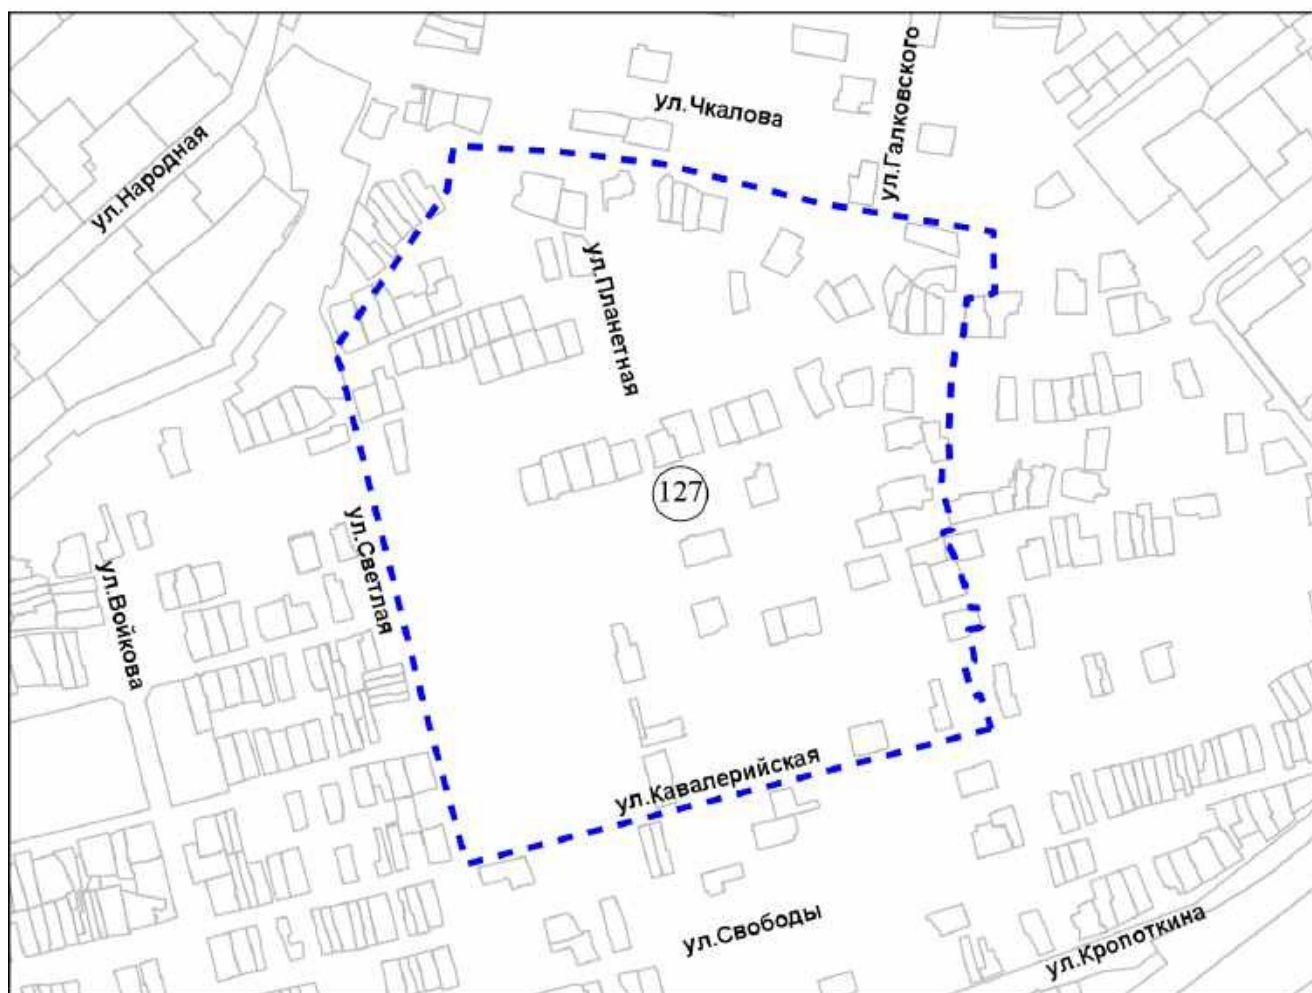 ул.Чкалова
ул.Галковского
ул.Народная
ул.Планетная
127
ул.Светлая
ул.Войкова
ул.Кавалерийская
ул.Свободы
ул.Кропоткина